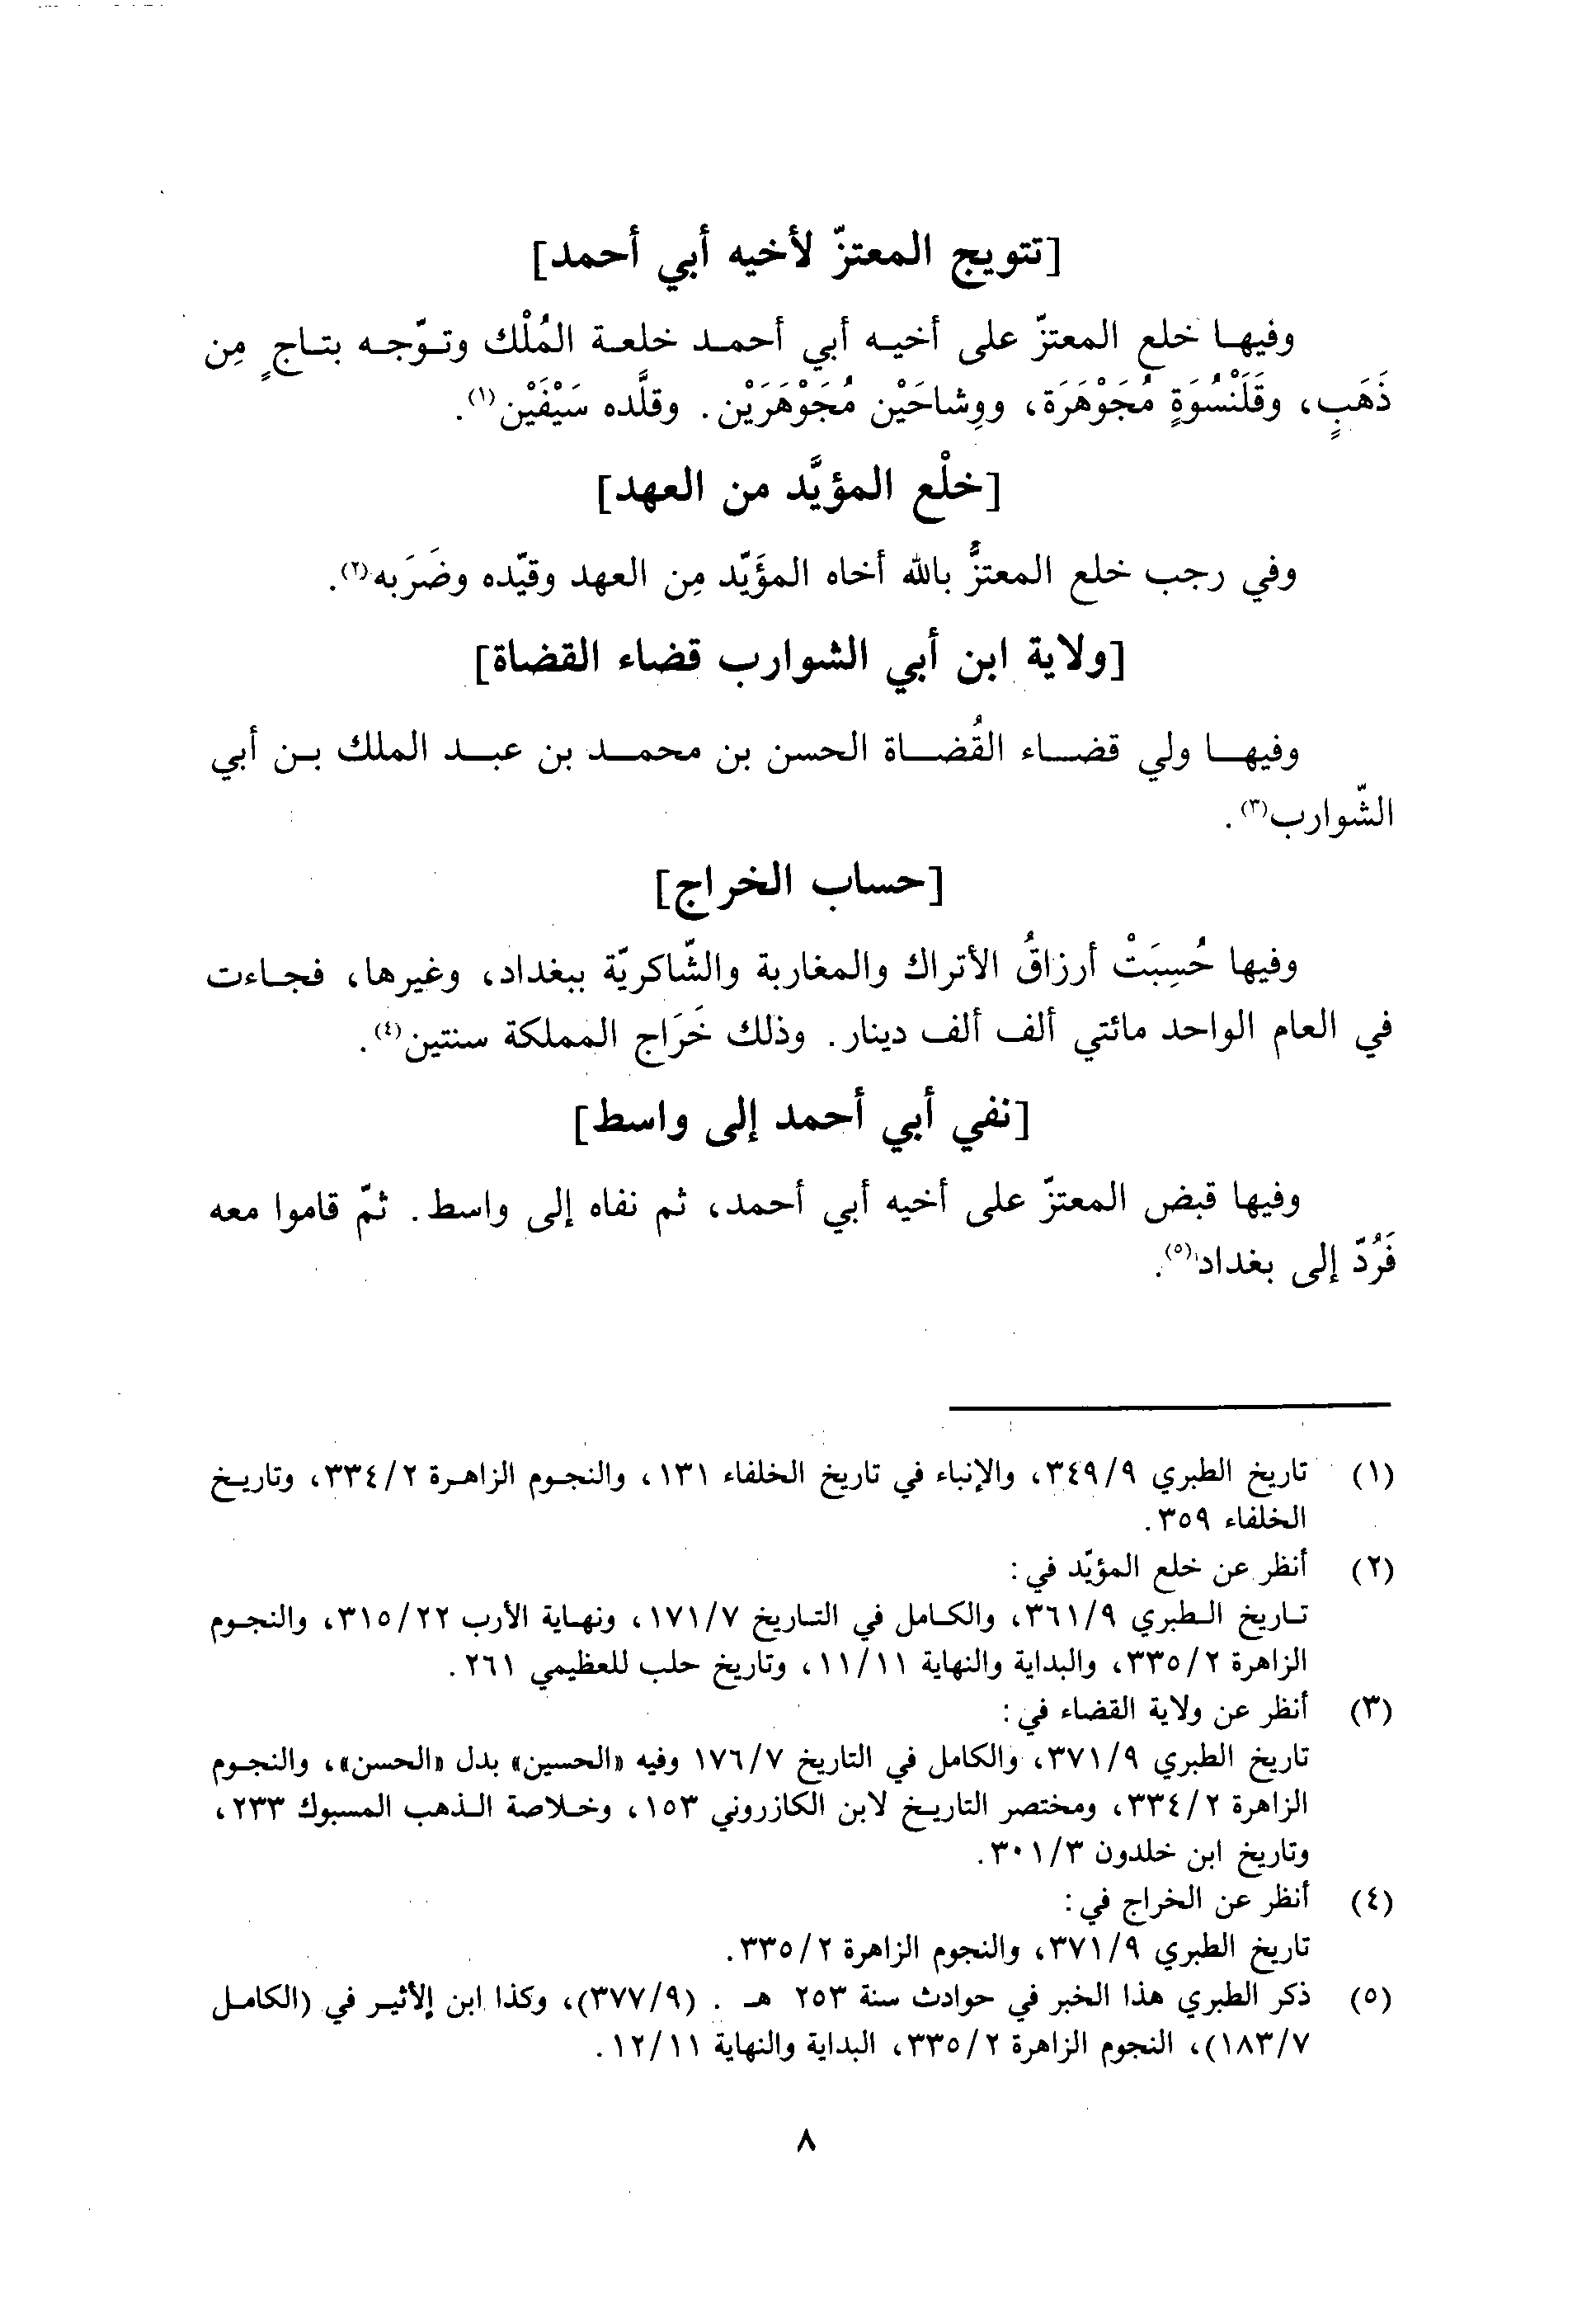 [تتويج المعتزّ لأخيه أبي أحمد]
وفيها خلع المعتزّ على أخيه أبي أحمد خلعة المُلْك وتوّجه بتاجٍ مِن
ذَهَبٍ، وقَلَنْسُوَةٍ مُجَوْهَرَة، ووِشاحَيْن مُجَوْهَرَيْن. وقلَّده سَيْفَيْن(١).
[خلْع المؤيَّد من العهد]
وفي رجب خلع المعتزُّ بالله أخاه المؤَيّد مِن العهد وقيّده وضَرَبه(٢).
[ولاية ابن أبي الشوارب قضاء القضاة]
وفيها ولي قضاء القُضاة الحسن بن محمد بن عبد الملك بن أبي
الشّوارب(٣).
[حساب الخراج]
وفيها حُسِبَتْ أرزاقُ الأتراك والمغاربة والشّاكريّة ببغداد، وغيرها، فجاءت
في العام الواحد مائتي ألف ألف دينار. وذلك خَرَاج المملكة سنتين(٤).
[نفي أبي أحمد إلى واسط]
وفيها قبض المعتزّ على أخيه أبي أحمد، ثم نفاه إلى واسط. ثمّ قاموا معه
فَرُدّ إلى بغداد(٥).
(١) تاريخ الطبري ٣٤٩/٩، والإنباء في تاريخ الخلفاء ١٣١، والنجوم الزاهرة ٣٣٤/٢، وتاريخ
الخلفاء ٣٥٩.
(٢) أنظر عن خلع المؤيّد في:
تاريخ الطبري ٣٦١/٩، والكامل في التاريخ ١٧١/٧، ونهاية الأرب ٣١٥/٢٢، والنجوم
الزاهرة ٣٣٥/٢، والبداية والنهاية ١١/١١، وتاريخ حلب للعظيمي ٢٦١.
(٣) أنظر عن ولاية القضاء في:
تاريخ الطبري ٣٧١/٩، والكامل في التاريخ ١٧٦/٧ وفيه «الحسين» بدل «الحسن»، والنجوم
الزاهرة ٣٣٤/٢، ومختصر التاريخ لابن الكازروني ١٥٣، وخلاصة الذهب المسبوك ٢٣٣،
وتاريخ ابن خلدون ٣٠١/٣.
(٤) أنظر عن الخراج في:
تاريخ الطبري ٣٧١/٩، والنجوم الزاهرة ٣٣٥/٢.
(٥) ذكر الطبري هذا الخبر في حوادث سنة ٢٥٣ هـ. (٣٧٧/٩)، وكذا ابن الأثير في (الكامل
١٨٣/٧)، النجوم الزاهرة ٣٣٥/٢، البداية والنهاية ١٢/١١.
٨